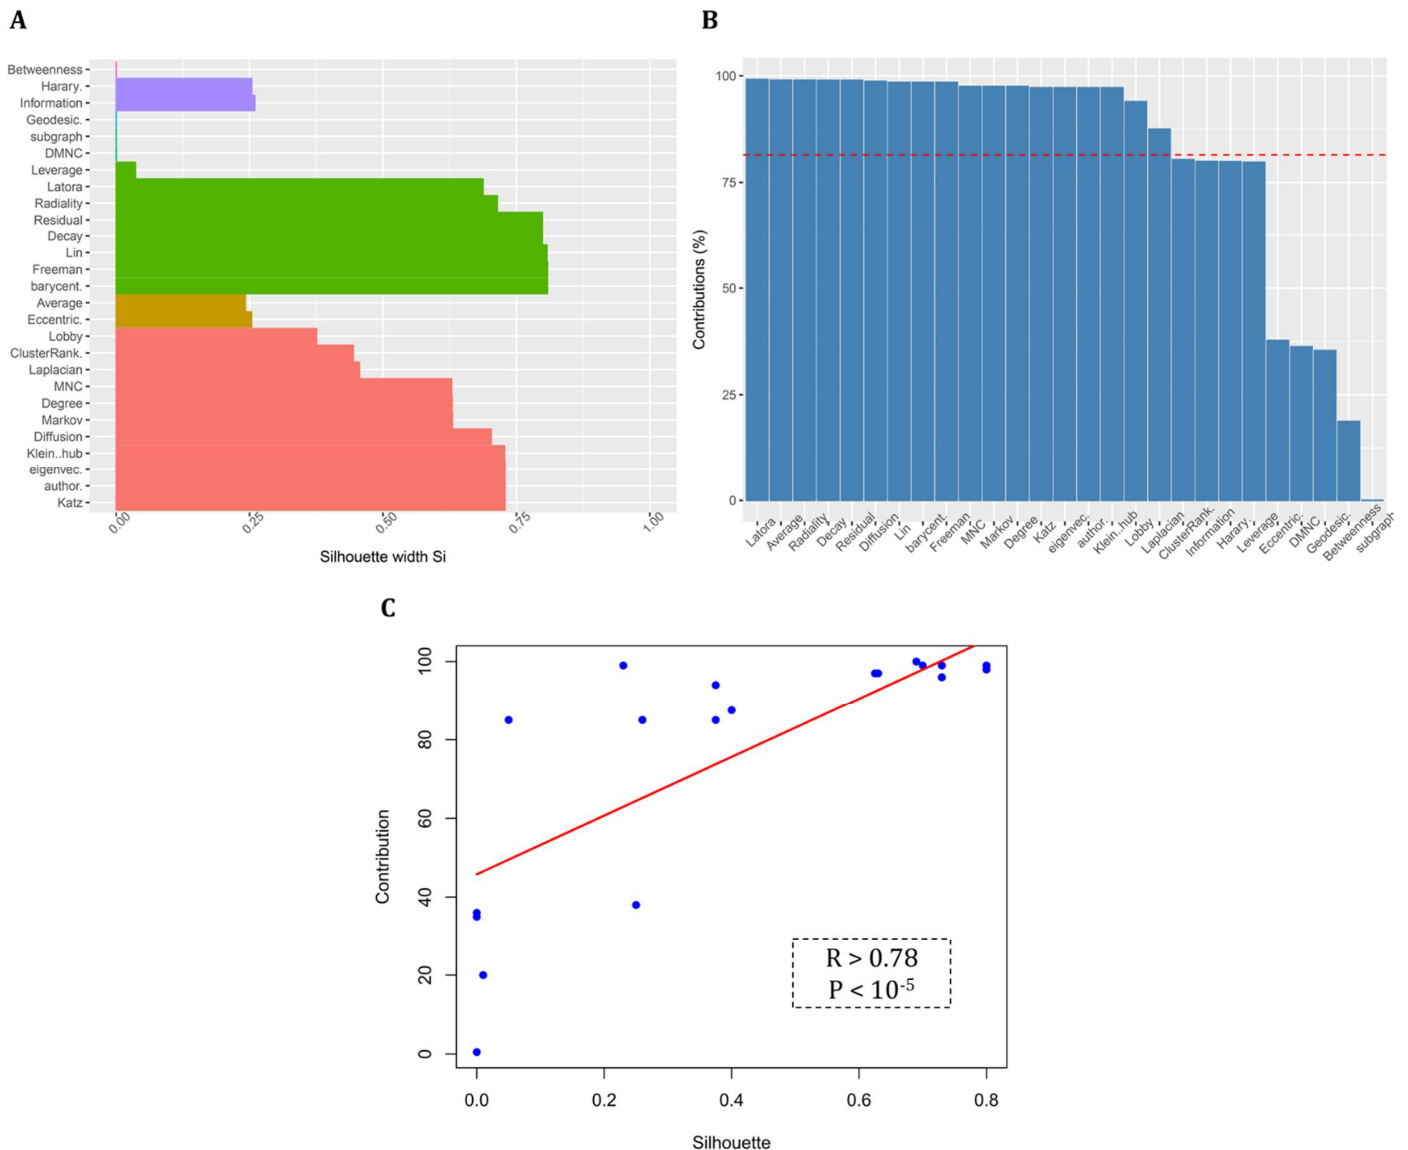 A
Betweenness
Harary.
Information
Geodesic.
subgraph
DMNC
Leverage
Latora
Radiality
Residual
Decay
Lin
Freeman
barycent.
Average
Eccentric.
Lobby
ClusterRank.
Laplacian
MNC
Degree
Markov
Diffusion
Klein..hub
eigenvec.
author.
Katz
0.00
0.25
0.50
0.75
1.00
Silhouette width Si
B
Contributions (%)
100
75
50
25
0
Latora
Average
Radiality
Decay
Residual
Diffusion
Lin
barycent.
Freeman
MNC
Markov
Degree
Katz
eigenvec.
author.
Klein..hub
Lobby
Laplacian
ClusterRank.
Information
Harary.
Leverage
Eccentric.
DMNC
Geodesic.
Betweenness
subgraph
C
Contribution
100
80
60
40
20
0
R > 0.78
P < 10⁻⁵
0.0
0.2
0.4
0.6
0.8
Silhouette